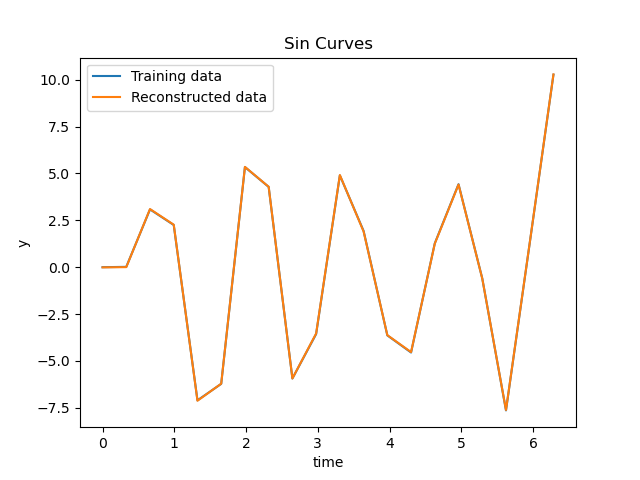 Sin Curves
Training data
Reconstructed data
10.0
7.5
5.0
2.5
0.0
−2.5
−5.0
−7.5
y
0 1 2 3 4 5 6
time